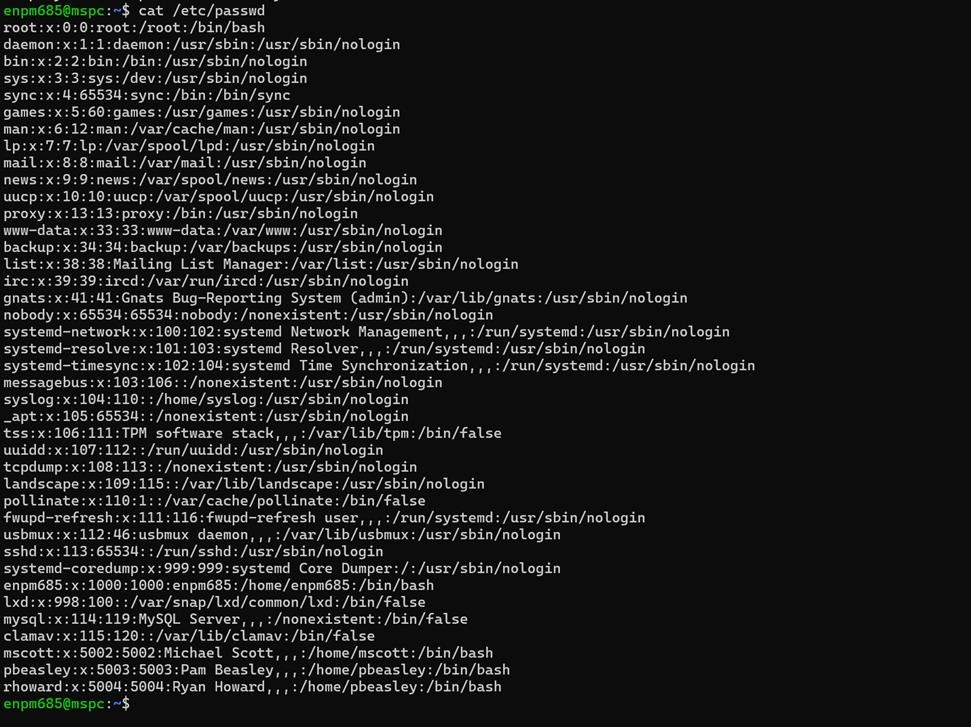 enpm685@mspc:~$ cat /etc/passwd
root:x:0:0:root:/root:/bin/bash
daemon:x:1:1:daemon:/usr/sbin:/usr/sbin/nologin
bin:x:2:2:bin:/bin:/usr/sbin/nologin
sys:x:3:3:sys:/dev:/usr/sbin/nologin
sync:x:4:65534:sync:/bin:/bin/sync
games:x:5:60:games:/usr/games:/usr/sbin/nologin
man:x:6:12:man:/var/cache/man:/usr/sbin/nologin
lp:x:7:7:lp:/var/spool/lpd:/usr/sbin/nologin
mail:x:8:8:mail:/var/mail:/usr/sbin/nologin
news:x:9:9:news:/var/spool/news:/usr/sbin/nologin
uucp:x:10:10:uucp:/var/spool/uucp:/usr/sbin/nologin
proxy:x:13:13:proxy:/bin:/usr/sbin/nologin
www-data:x:33:33:www-data:/var/www:/usr/sbin/nologin
backup:x:34:34:backup:/var/backups:/usr/sbin/nologin
list:x:38:38:Mailing List Manager:/var/list:/usr/sbin/nologin
irc:x:39:39:ircd:/var/run/ircd:/usr/sbin/nologin
gnats:x:41:41:Gnats Bug-Reporting System (admin):/var/lib/gnats:/usr/sbin/nologin
nobody:x:65534:65534:nobody:/nonexistent:/usr/sbin/nologin
systemd-network:x:100:102:systemd Network Management,,,:/run/systemd:/usr/sbin/nologin
systemd-resolve:x:101:103:systemd Resolver,,,:/run/systemd:/usr/sbin/nologin
systemd-timesync:x:102:104:systemd Time Synchronization,,,:/run/systemd:/usr/sbin/nologin
messagebus:x:103:106::/nonexistent:/usr/sbin/nologin
syslog:x:104:110::/home/syslog:/usr/sbin/nologin
_apt:x:105:65534::/nonexistent:/usr/sbin/nologin
tss:x:106:111:TPM software stack,,,:/var/lib/tpm:/bin/false
uuidd:x:107:112::/run/uuidd:/usr/sbin/nologin
tcpdump:x:108:113::/nonexistent:/usr/sbin/nologin
landscape:x:109:115::/var/lib/landscape:/usr/sbin/nologin
pollinate:x:110:1::/var/cache/pollinate:/bin/false
fwupd-refresh:x:111:116:fwupd-refresh user,,,:/run/systemd:/usr/sbin/nologin
usbmux:x:112:46:usbmux daemon,,,:/var/lib/usbmux:/usr/sbin/nologin
sshd:x:113:65534::/run/sshd:/usr/sbin/nologin
systemd-coredump:x:999:999:systemd Core Dumper:/:/usr/sbin/nologin
enpm685:x:1000:1000:enpm685:/home/enpm685:/bin/bash
lxd:x:998:100::/var/snap/lxd/common/lxd:/bin/false
mysql:x:114:119:MySQL Server,,,:/nonexistent:/bin/false
clamav:x:115:120::/var/lib/clamav:/bin/false
mscott:x:5002:5002:Michael Scott,,,:/home/mscott:/bin/bash
pbeasley:x:5003:5003:Pam Beasley,,,:/home/pbeasley:/bin/bash
rhoward:x:5004:5004:Ryan Howard,,,:/home/pbeasley:/bin/bash
enpm685@mspc:~$